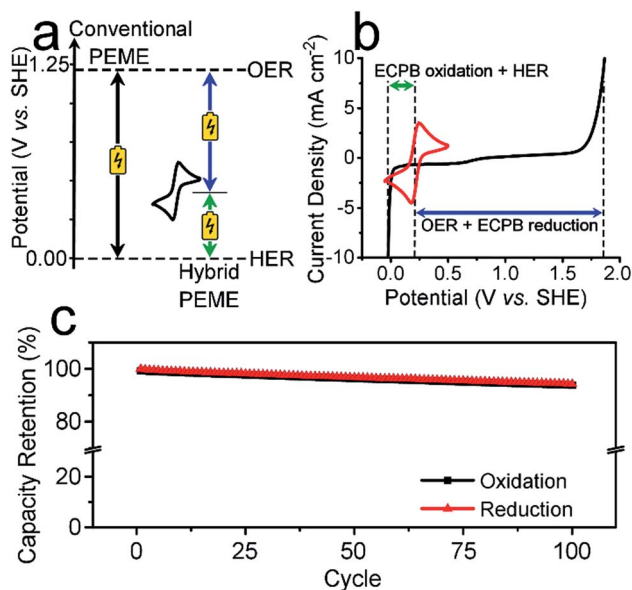 a
Conventional
PEME
1.25
OER
0.00
HER
Hybrid
PEME
Potential (V vs. SHE)
b
10
5
0
-5
-10
ECPB oxidation + HER
OER + ECPB reduction
0.0 0.5 1.0 1.5 2.0
Potential (V vs. SHE)
Current Density (mA cm-2)
c
100
80
20
0
Capacity Retention (%)
Oxidation
Reduction
0 25 50 75 100
Cycle